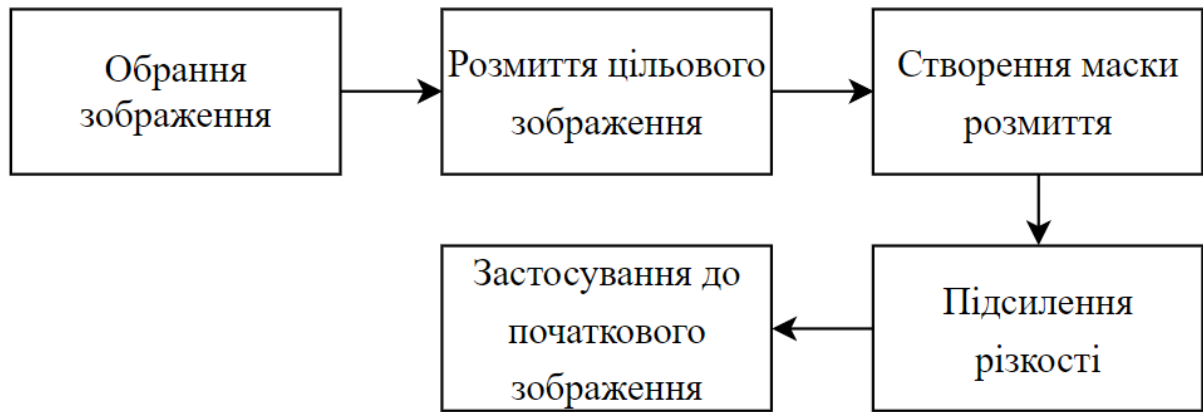 Обрання
зображення
Розмиття цільового
зображення
Створення маски
розмиття
Застосування до
початкового
зображення
Підсилення
різкості